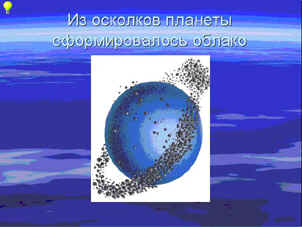 Из осколков планеты
сформировалось облако